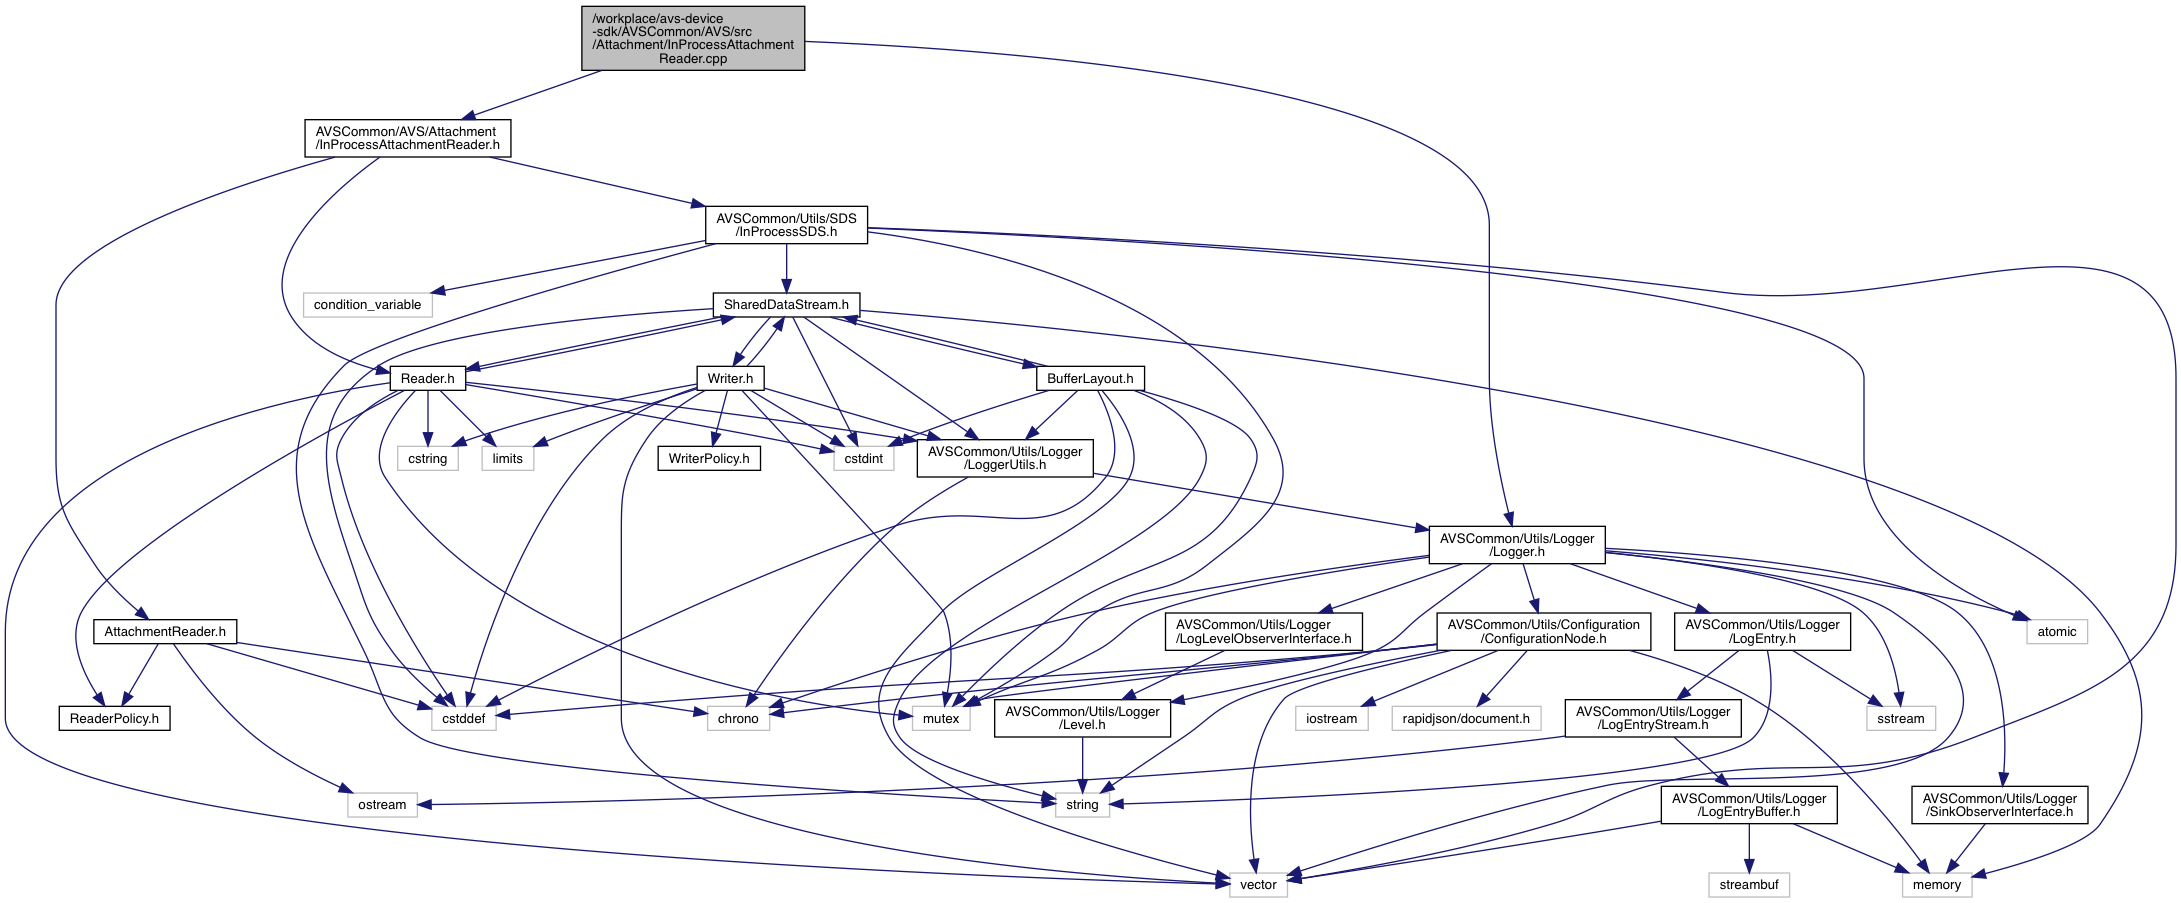 /workplace/avs-device
-sdk/AVSCommon/AVS/src
/Attachment/InProcessAttachment
Reader.cpp
AVSCommon/AVS/Attachment
/InProcessAttachmentReader.h
AVSCommon/Utils/SDS
/InProcessSDS.h
condition_variable
SharedDataStream.h
Reader.h
Writer.h
BufferLayout.h
cstring
limits
WriterPolicy.h
cstdint
AVSCommon/Utils/Logger
/LoggerUtils.h
AVSCommon/Utils/Logger
/Logger.h
AttachmentReader.h
AVSCommon/Utils/Logger
/LogLevelObserverInterface.h
AVSCommon/Utils/Configuration
/ConfigurationNode.h
AVSCommon/Utils/Logger
/LogEntry.h
atomic
ReaderPolicy.h
cstddef
chrono
mutex
AVSCommon/Utils/Logger
/Level.h
iostream
rapidjson/document.h
AVSCommon/Utils/Logger
/LogEntryStream.h
sstream
ostream
string
AVSCommon/Utils/Logger
/LogEntryBuffer.h
AVSCommon/Utils/Logger
/SinkObserverInterface.h
vector
streambuf
memory